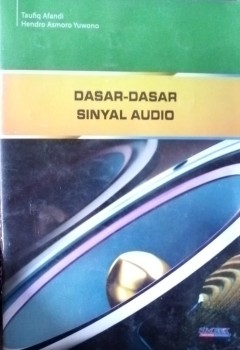 Taufiq Afandi
Hendro Asmoro Yuwono
DASAR-DASAR
SINYAL AUDIO